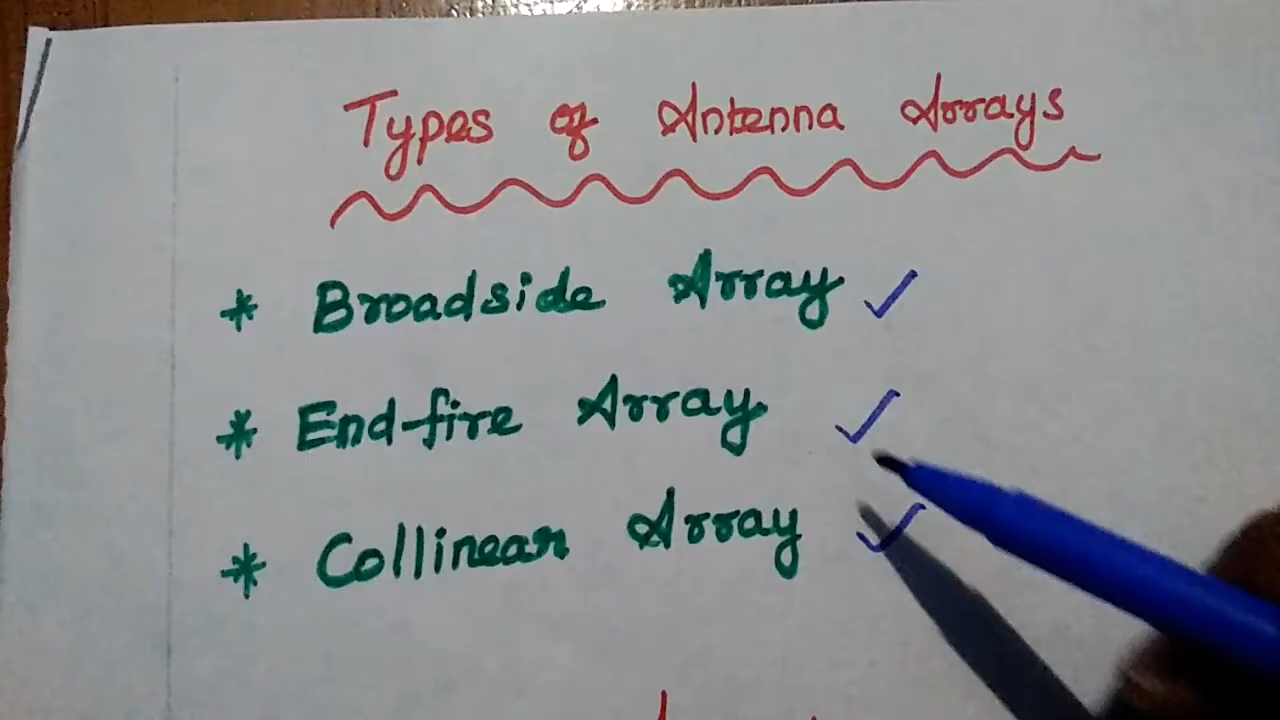 Types of Antenna Arrays
* Broadside Array ✓
* End-fire Array ✓
* Collinear Array ✓